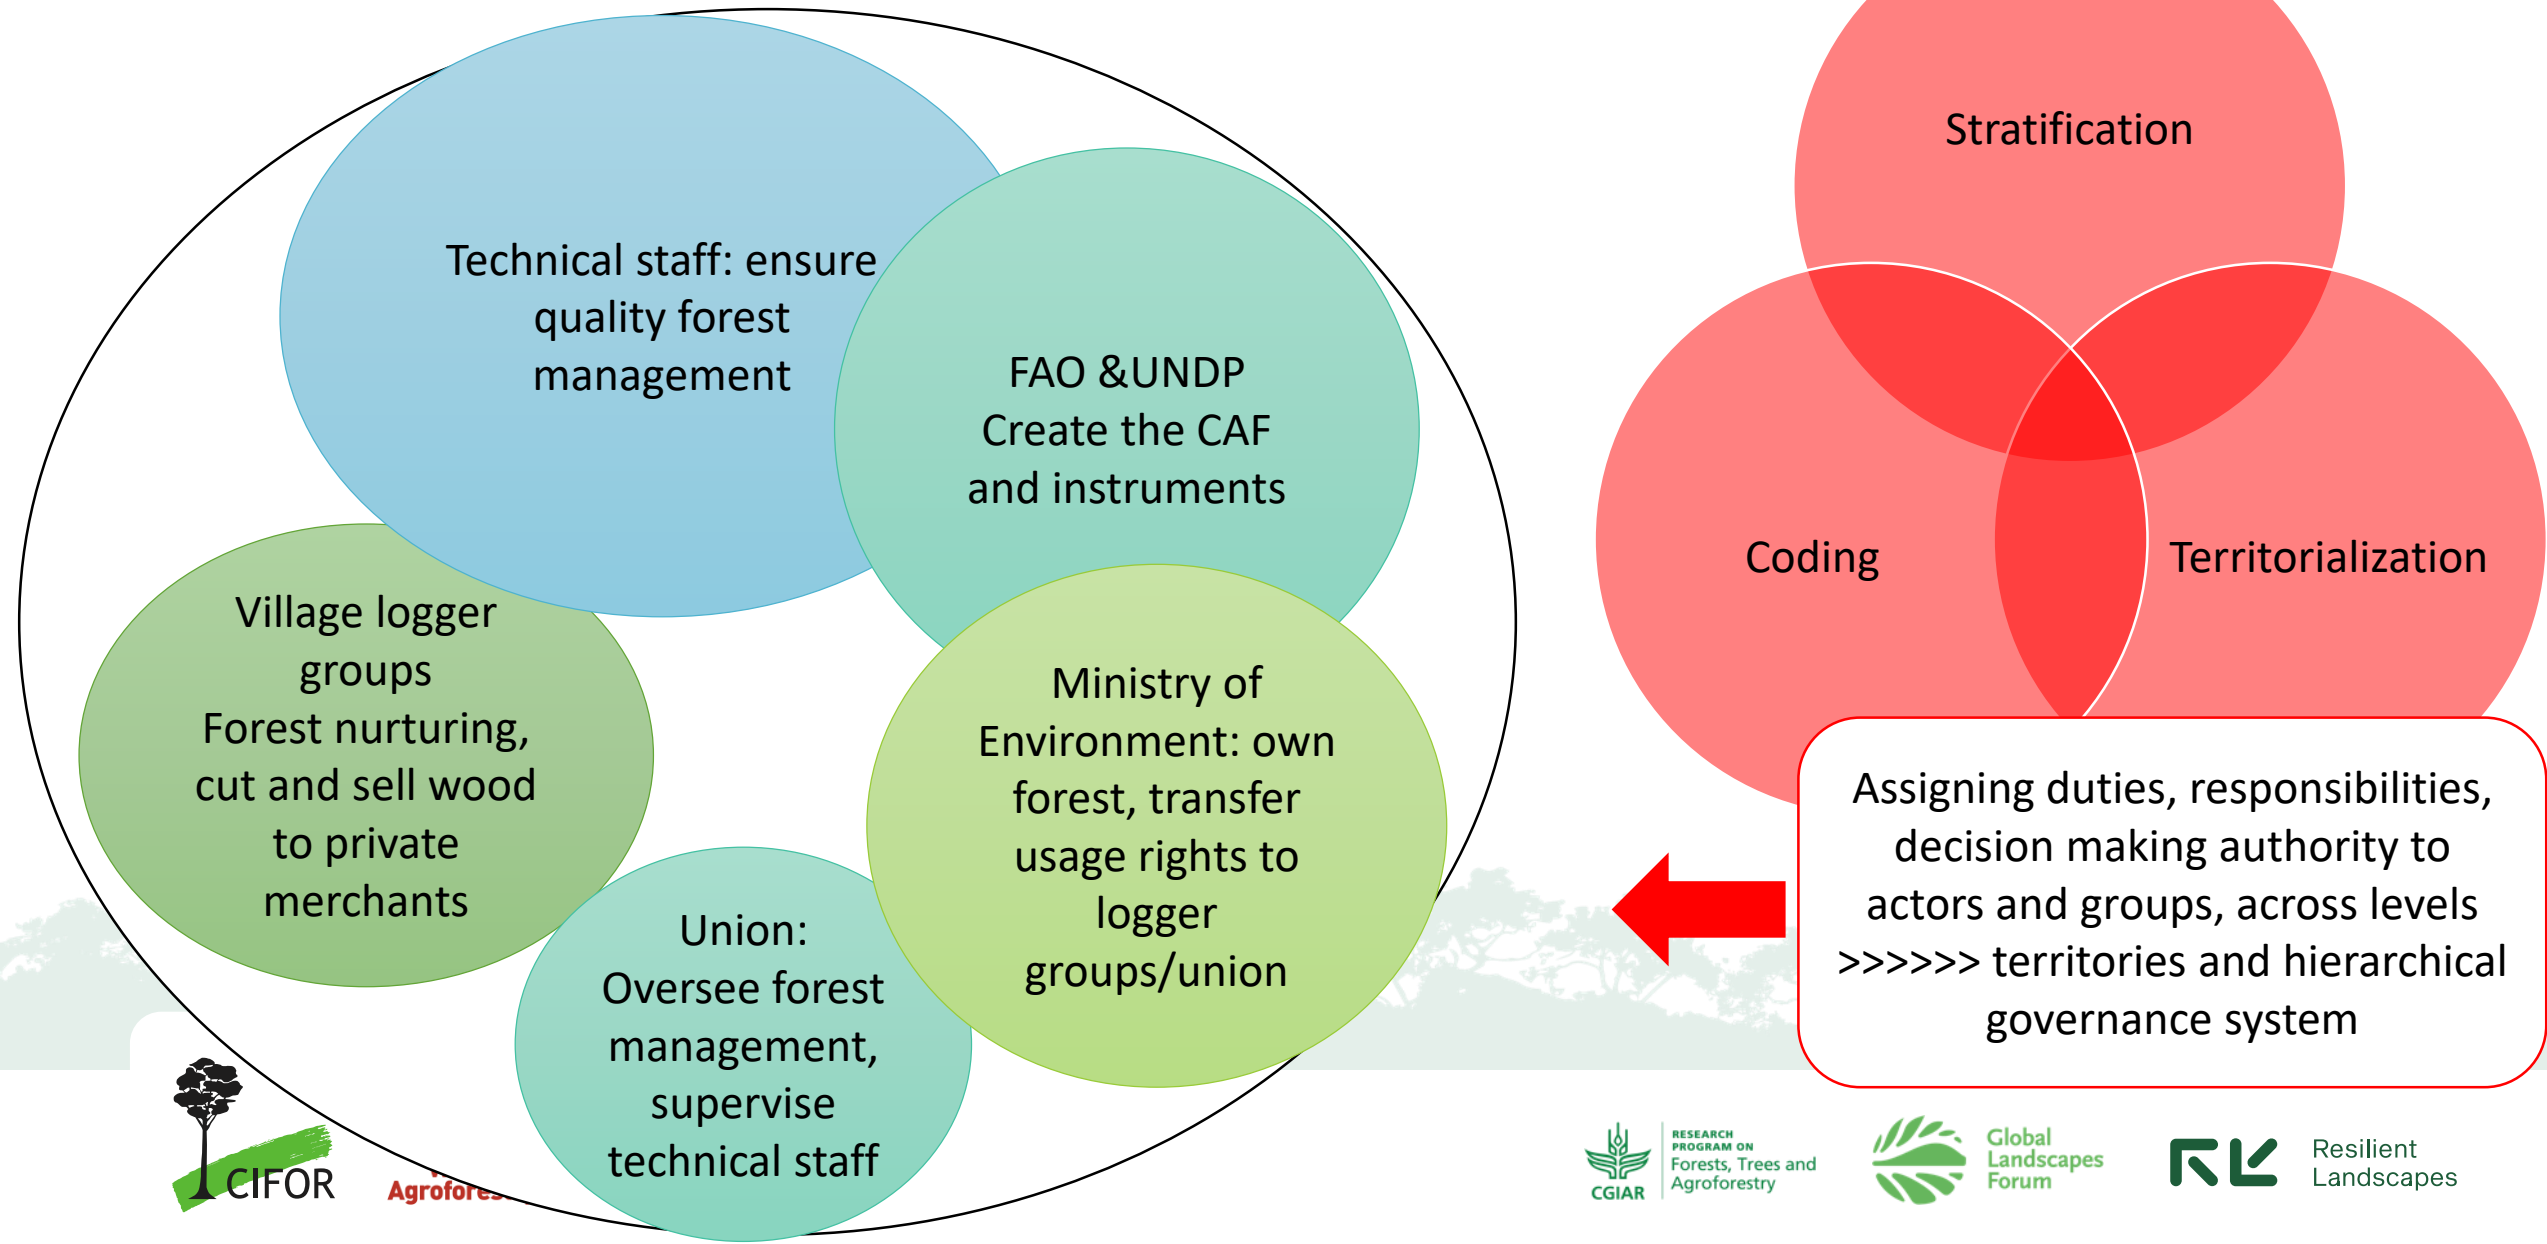 Technical staff: ensure
quality forest
management
FAO &UNDP
Create the CAF
and instruments
Village logger
groups
Forest nurturing,
cut and sell wood
to private
merchants
Ministry of
Environment: own
forest, transfer
usage rights to
logger
groups/union
Union:
Oversee forest
management,
supervise
technical staff
Stratification
Coding
Territorialization
Assigning duties, responsibilities,
decision making authority to
actors and groups, across levels
>>>>>> territories and hierarchical
governance system
CIFOR
RESEARCH
PROGRAM ON
Forests, Trees and
Agroforestry
CGIAR
Global
Landscapes
Forum
Resilient
Landscapes